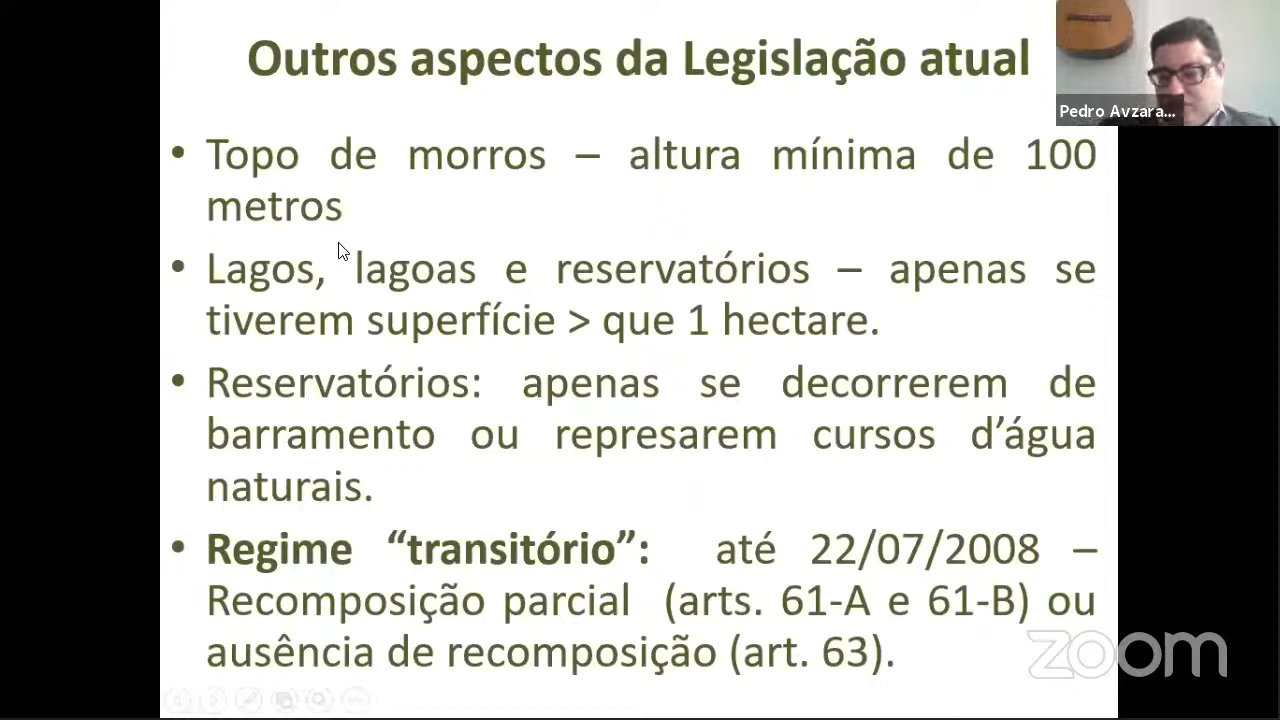 Outros aspectos da Legislação atual
Pedro Avzara...
• Topo de morros – altura mínima de 100
metros
• Lagos, lagoas e reservatórios – apenas se
tiverem superfície > que 1 hectare.
• Reservatórios: apenas se decorrerem de
barramento ou represarem cursos d’água
naturais.
• Regime “transitório”: até 22/07/2008 –
Recomposição parcial (arts. 61-A e 61-B) ou
ausência de recomposição (art. 63).
zoom